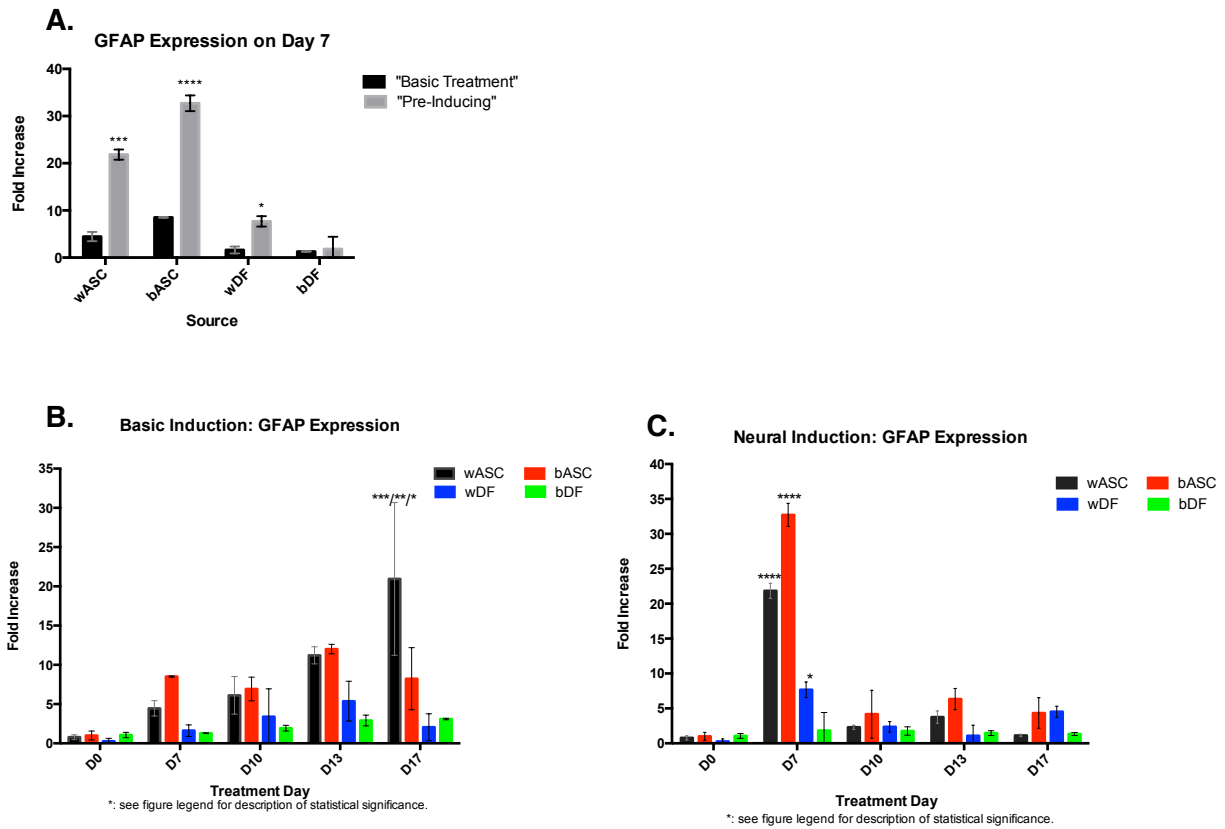 A.
GFAP Expression on Day 7
40
30
20
10
0
Fold Increase
***
****
*
wASC
bASC
wDF
bDF
Source
"Basic Treatment"
"Pre-Inducing"
B.
Basic Induction: GFAP Expression
35
30
25
20
15
10
5
0
Fold Increase
wASC
bASC
wDF
bDF
***/**/*
D0
D7
D10
D13
D17
Treatment Day
*: see figure legend for description of statistical significance.
C.
Neural Induction: GFAP Expression
40
35
30
25
20
15
10
5
0
Fold Increase
wASC
bASC
wDF
bDF
****
****
*
D0
D7
D10
D13
D17
Treatment Day
*: see figure legend for description of statistical significance.